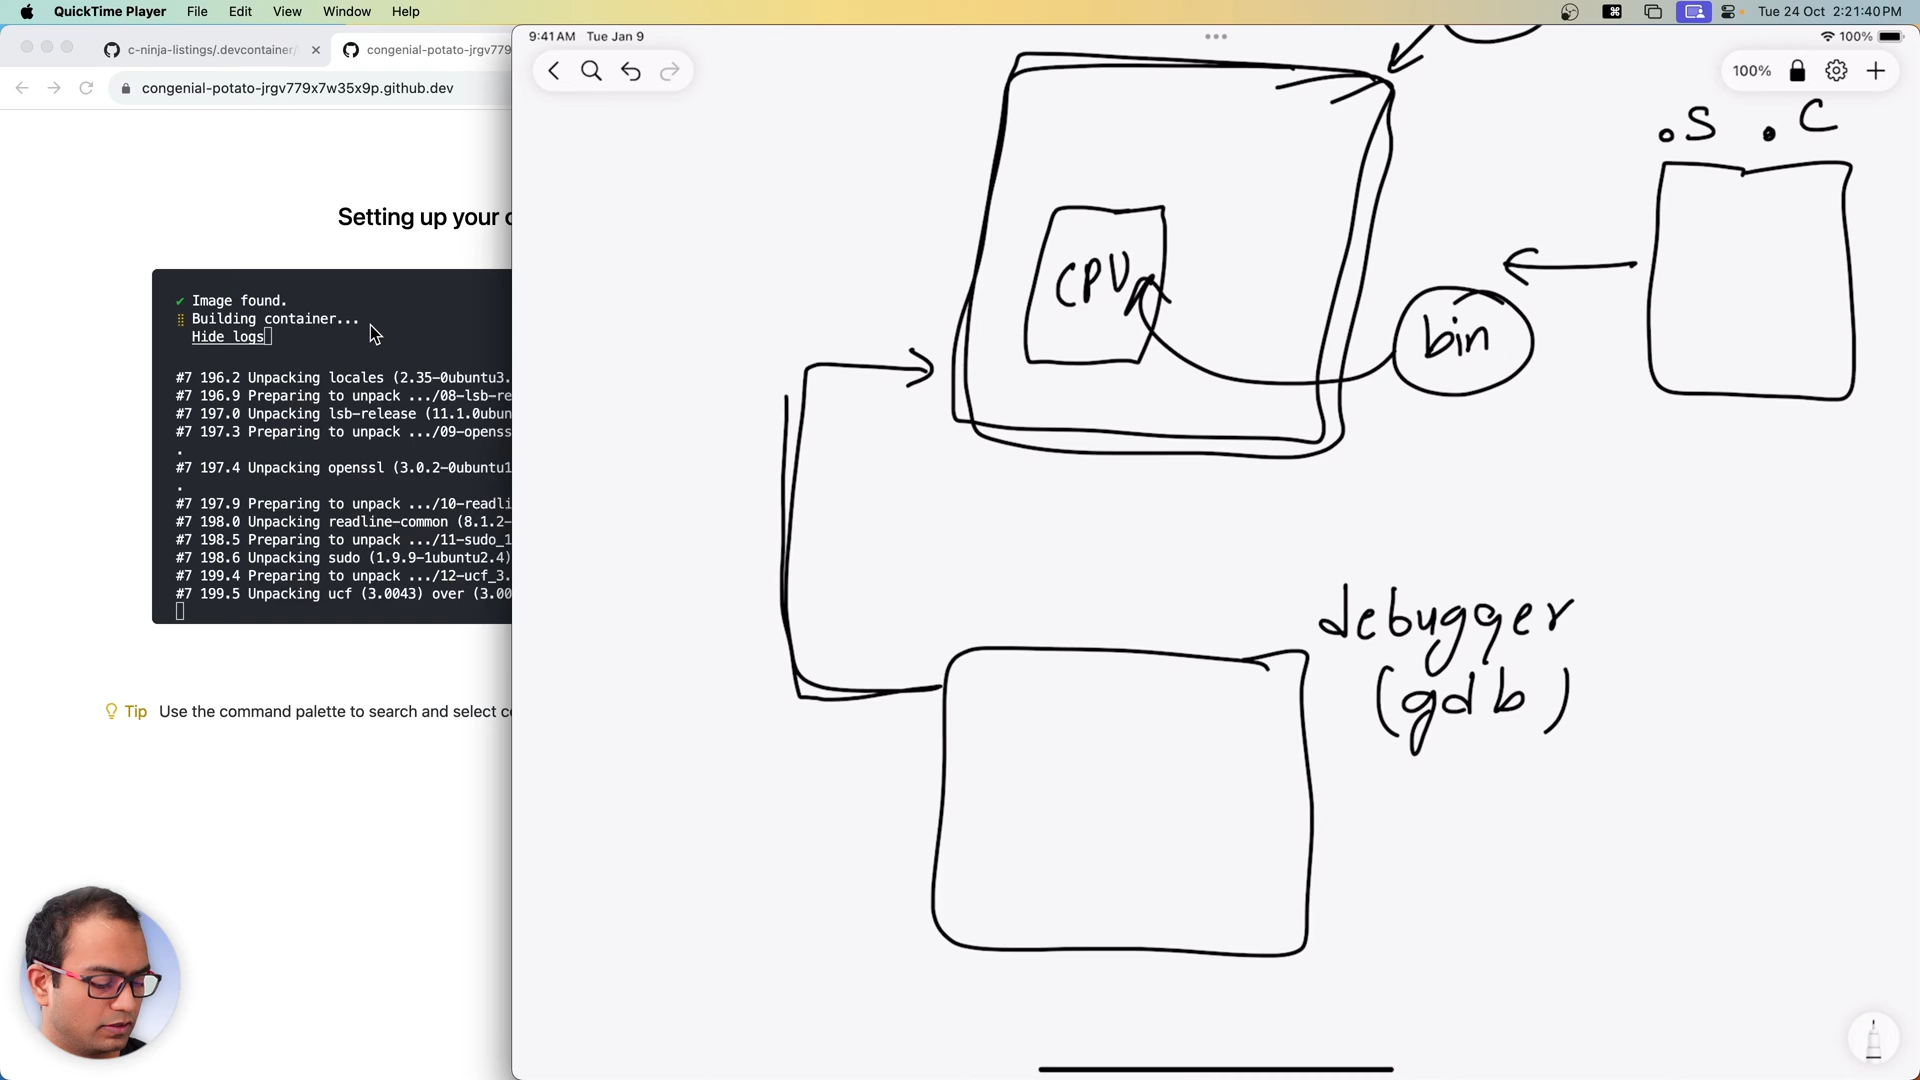 QuickTime Player File Edit View Window Help
Tue 24 Oct 2:21:40 PM
c-ninja-listings/.devcontainer/
congenial-potato-jrgv779
congenial-potato-jrgv779x7w35x9p.github.dev
Setting up your c
✔ Image found.
Building container...
Hide logs
#7 196.2 Unpacking locales (2.35-0ubuntu3.
#7 196.9 Preparing to unpack .../08-lsb-re
#7 197.0 Unpacking lsb-release (11.1.0ubun
#7 197.3 Preparing to unpack .../09-openss
.
#7 197.4 Unpacking openssl (3.0.2-0ubuntu1
.
#7 197.9 Preparing to unpack .../10-readli
#7 198.0 Unpacking readline-common (8.1.2-
#7 198.5 Preparing to unpack .../11-sudo_1
#7 198.6 Unpacking sudo (1.9.9-1ubuntu2.4)
#7 199.4 Preparing to unpack .../12-ucf_3.
#7 199.5 Unpacking ucf (3.0043) over (3.00
Tip Use the command palette to search and select c
9:41 AM Tue Jan 9
100%
100%
.S .C
CPU
bin
debugger
(gdb)